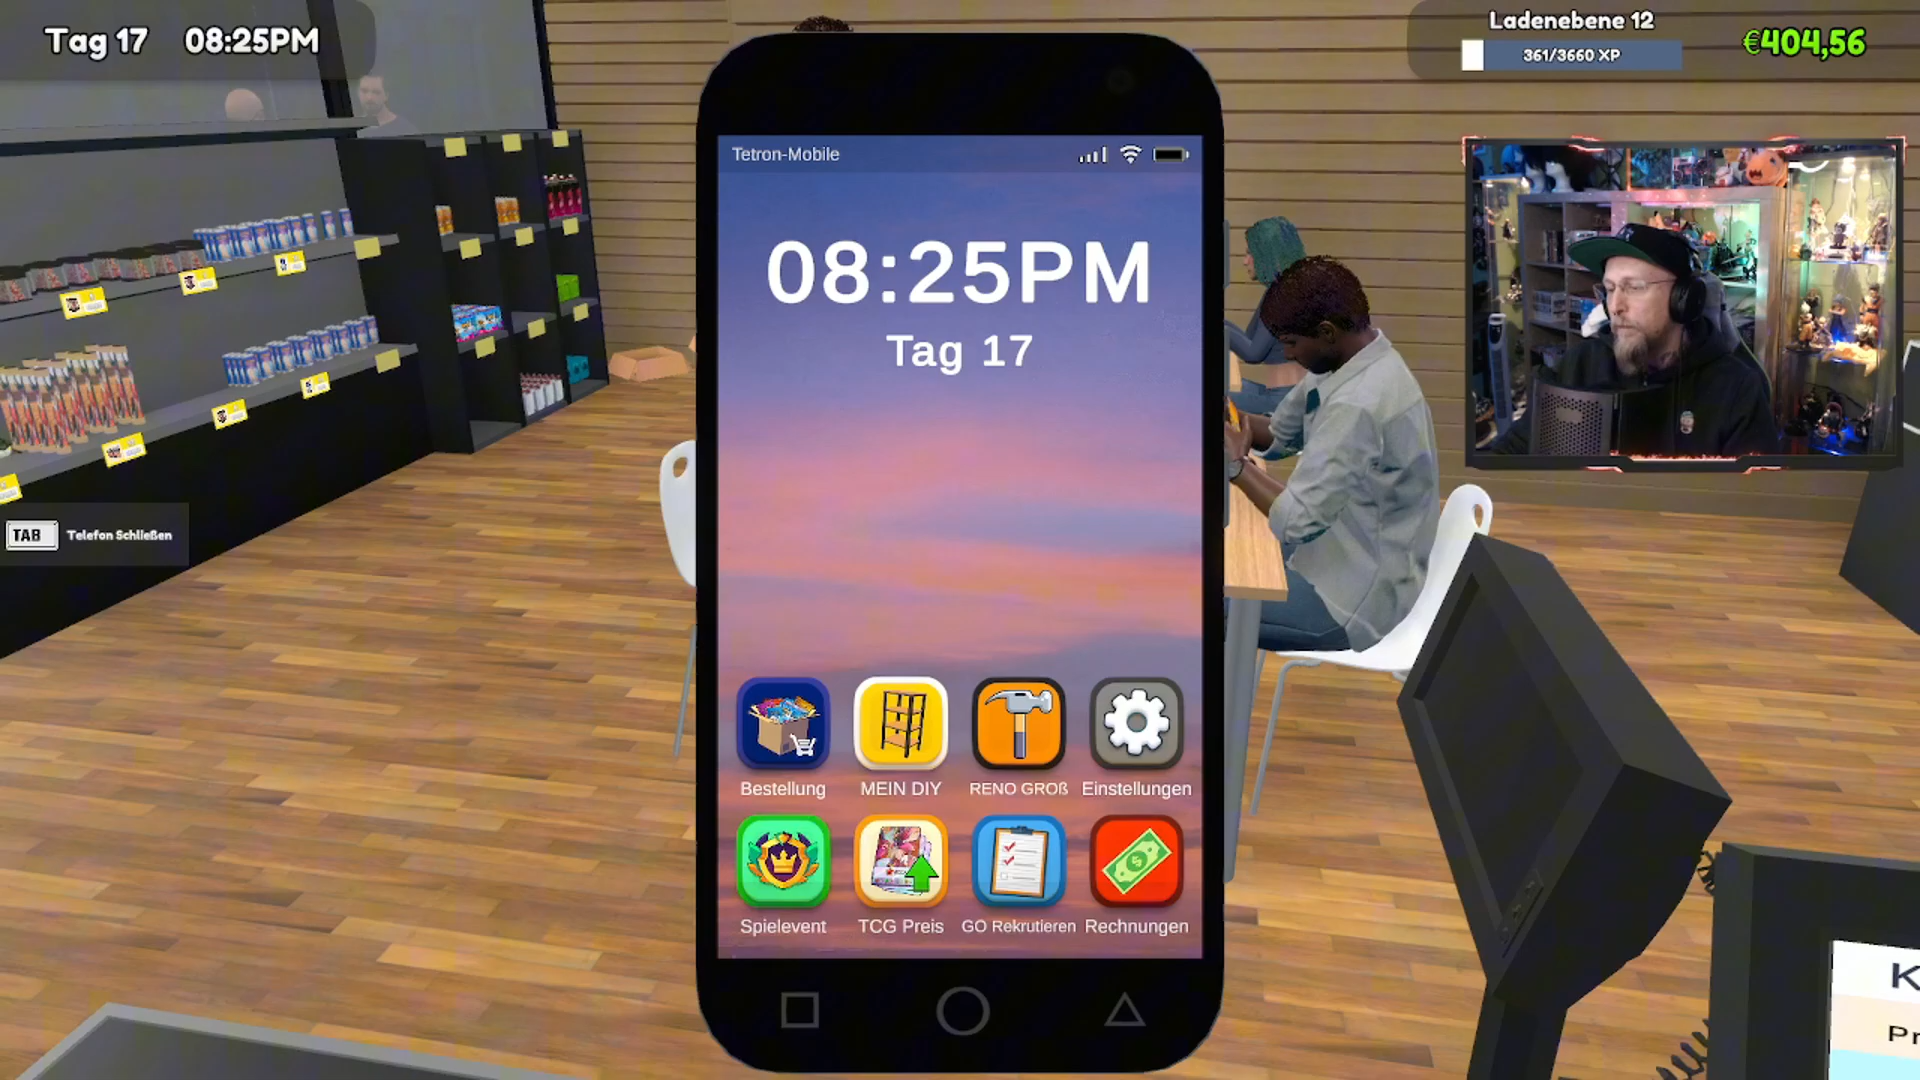 Tag 17 08:25PM
Ladenebene 12
361/3660 XP
€404,56
Tetron-Mobile
08:25PM
Tag 17
TAB Telefon Schließen
Bestellung MEIN DIY RENO GROß Einstellungen
Spielevent TCG Preis GO Rekrutieren Rechnungen
K
Pr